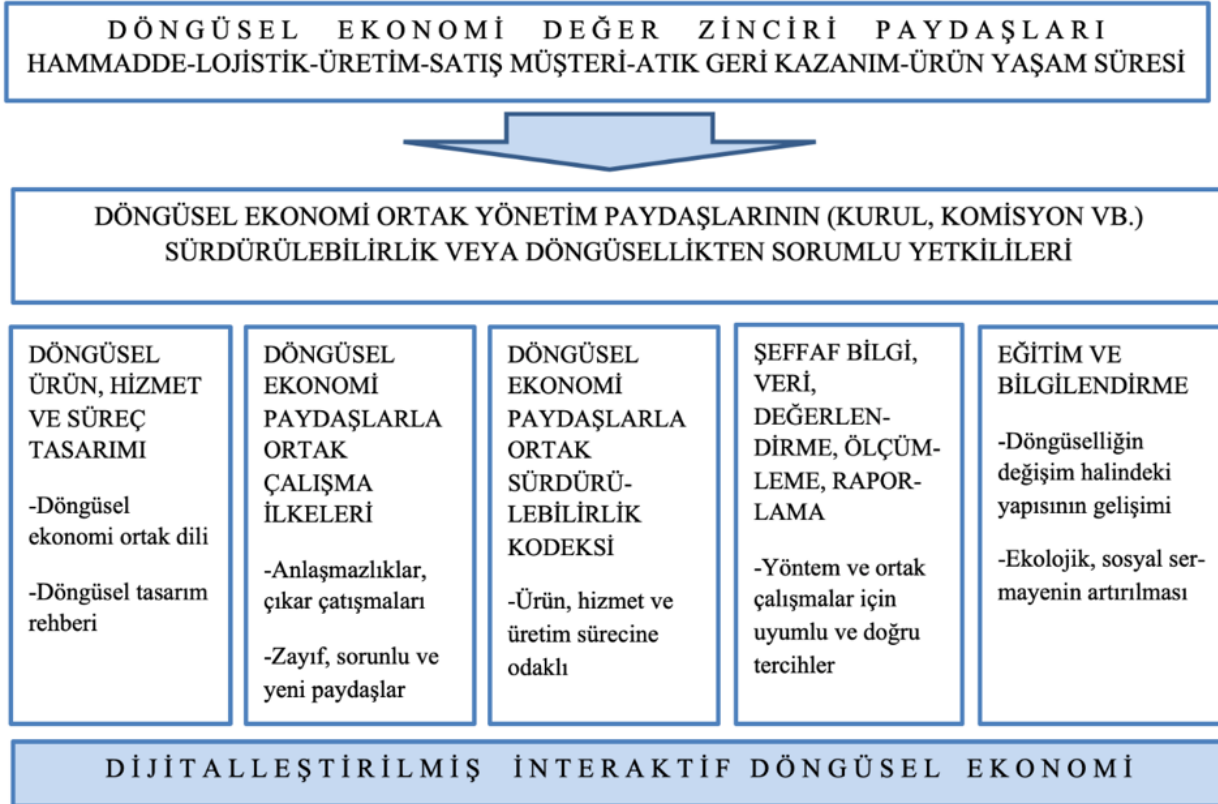 DÖNGÜSEL EKONOMİ DEĞER ZİNCİRİ PAYDAŞLARI
HAMMADDE-LOJİSTİK-ÜRETİM-SATIŞ MÜŞTERİ-ATIK GERİ KAZANIM-ÜRÜN YAŞAM SÜRESİ
DÖNGÜSEL EKONOMİ ORTAK YÖNETİM PAYDAŞLARININ (KURUL, KOMİSYON VB.)
SÜRDÜRÜLEBİLİRLİK VEYA DÖNGÜSELLİKTEN SORUMLU YETKİLİLERİ
DÖNGÜSEL
ÜRÜN, HİZMET
VE SÜREÇ
TASARIMI
-Döngüsel
ekonomi ortak dili
-Döngüsel tasarım
rehberi
DÖNGÜSEL
EKONOMİ
PAYDAŞLARLA
ORTAK
ÇALIŞMA
İLKELERİ
-Anlaşmazlıklar,
çıkar çatışmaları
-Zayıf, sorunlu ve
yeni paydaşlar
DÖNGÜSEL
EKONOMİ
PAYDAŞLARLA
ORTAK
SÜRDÜRÜ-
LEBİLİRLİK
KODEKSİ
-Ürün, hizmet ve
üretim sürecine
odaklı
ŞEFFAF BİLGİ,
VERİ,
DEĞERLEN-
DİRME, ÖLÇÜM-
LEME, RAPOR-
LAMA
-Yöntem ve ortak
çalışmalar için
uyumlu ve doğru
tercihler
EĞİTİM VE
BİLGİLENDİRME
-Döngüselliğin
değişim halindeki
yapısının gelişimi
-Ekolojik, sosyal ser-
mayenin artırılması
DİJİTALLEŞTİRİLMİŞ İNTERAKTİF DÖNGÜSEL EKONOMİ